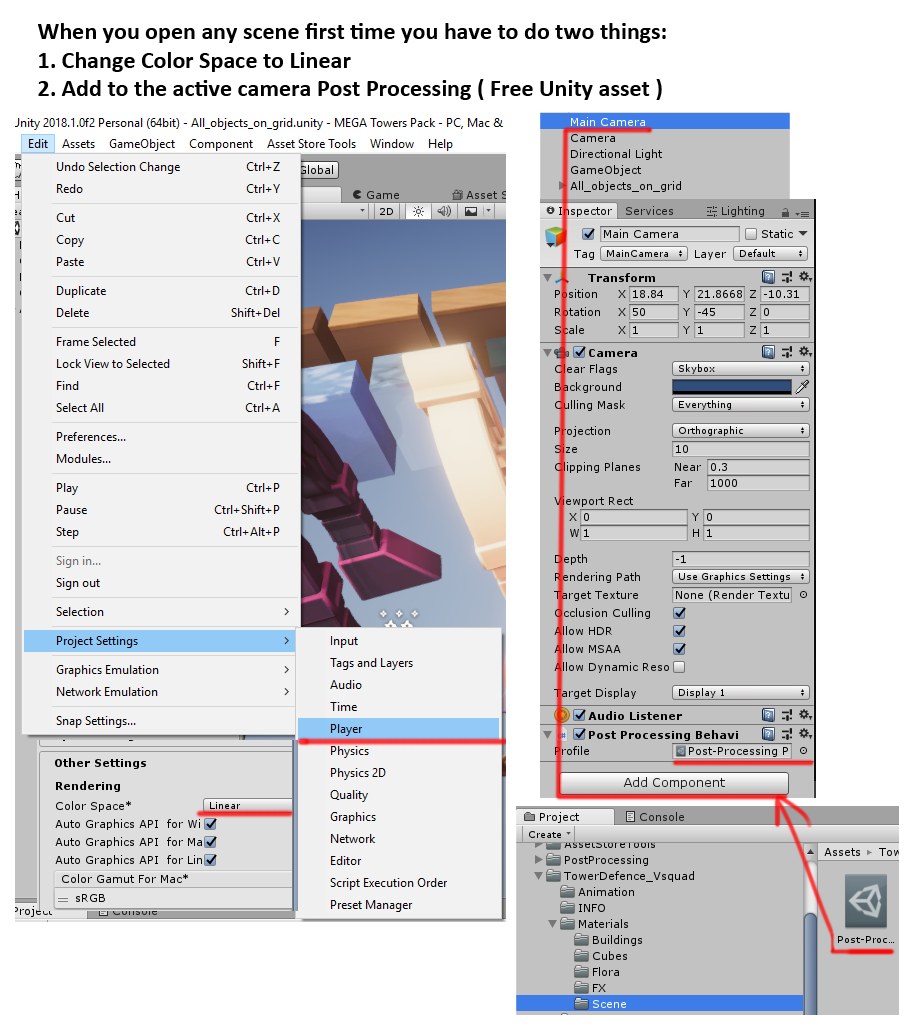 When you open any scene first time you have to do two things:
1. Change Color Space to Linear
2. Add to the active camera Post Processing ( Free Unity asset )
Unity 2018.1.0f2 Personal (64bit) - All_objects_on_grid.unity - MEGA Towers Pack - PC, Mac &
Edit Assets GameObject Component Asset Store Tools Window Help
Undo Selection Change Ctrl+Z
Redo Ctrl+Y
Cut Ctrl+X
Copy Ctrl+C
Paste Ctrl+V
Duplicate Ctrl+D
Delete Shift+Del
Frame Selected F
Lock View to Selected Shift+F
Find Ctrl+F
Select All Ctrl+A
Preferences...
Modules...
Play Ctrl+P
Pause Ctrl+Shift+P
Step Ctrl+Alt+P
Sign in...
Sign out
Selection
Project Settings
Graphics Emulation
Network Emulation
Snap Settings...
Global
Game Asset S
2D
Input
Tags and Layers
Audio
Time
Player
Physics
Physics 2D
Quality
Graphics
Network
Editor
Script Execution Order
Preset Manager
Other Settings
Rendering
Color Space* Linear
Auto Graphics API for Wi
Auto Graphics API for Ma
Auto Graphics API for Lin
Color Gamut For Mac*
sRGB
Project Console
Main Camera
Camera
Directional Light
GameObject
All_objects_on_grid
Inspector Services Lighting
Main Camera Static
Tag MainCamera Layer Default
Transform
Position X 18.84 Y 21.8668 Z -10.31
Rotation X 50 Y -45 Z 0
Scale X 1 Y 1 Z 1
Camera
Clear Flags Skybox
Background
Culling Mask Everything
Projection Orthographic
Size 10
Clipping Planes Near 0.3
Far 1000
Viewport Rect
X 0 Y 0
W 1 H 1
Depth -1
Rendering Path Use Graphics Settings
Target Texture None (Render Textu
Occlusion Culling
Allow HDR
Allow MSAA
Allow Dynamic Reso
Target Display Display 1
Audio Listener
Post Processing Behavi
Profile Post-Processing P
Add Component
Project Console
Create
AssetStoreTools
PostProcessing
TowerDefence_Vsquad
Animation
INFO
Materials
Buildings
Cubes
Flora
FX
Scene
Assets Tow
Post-Proc...